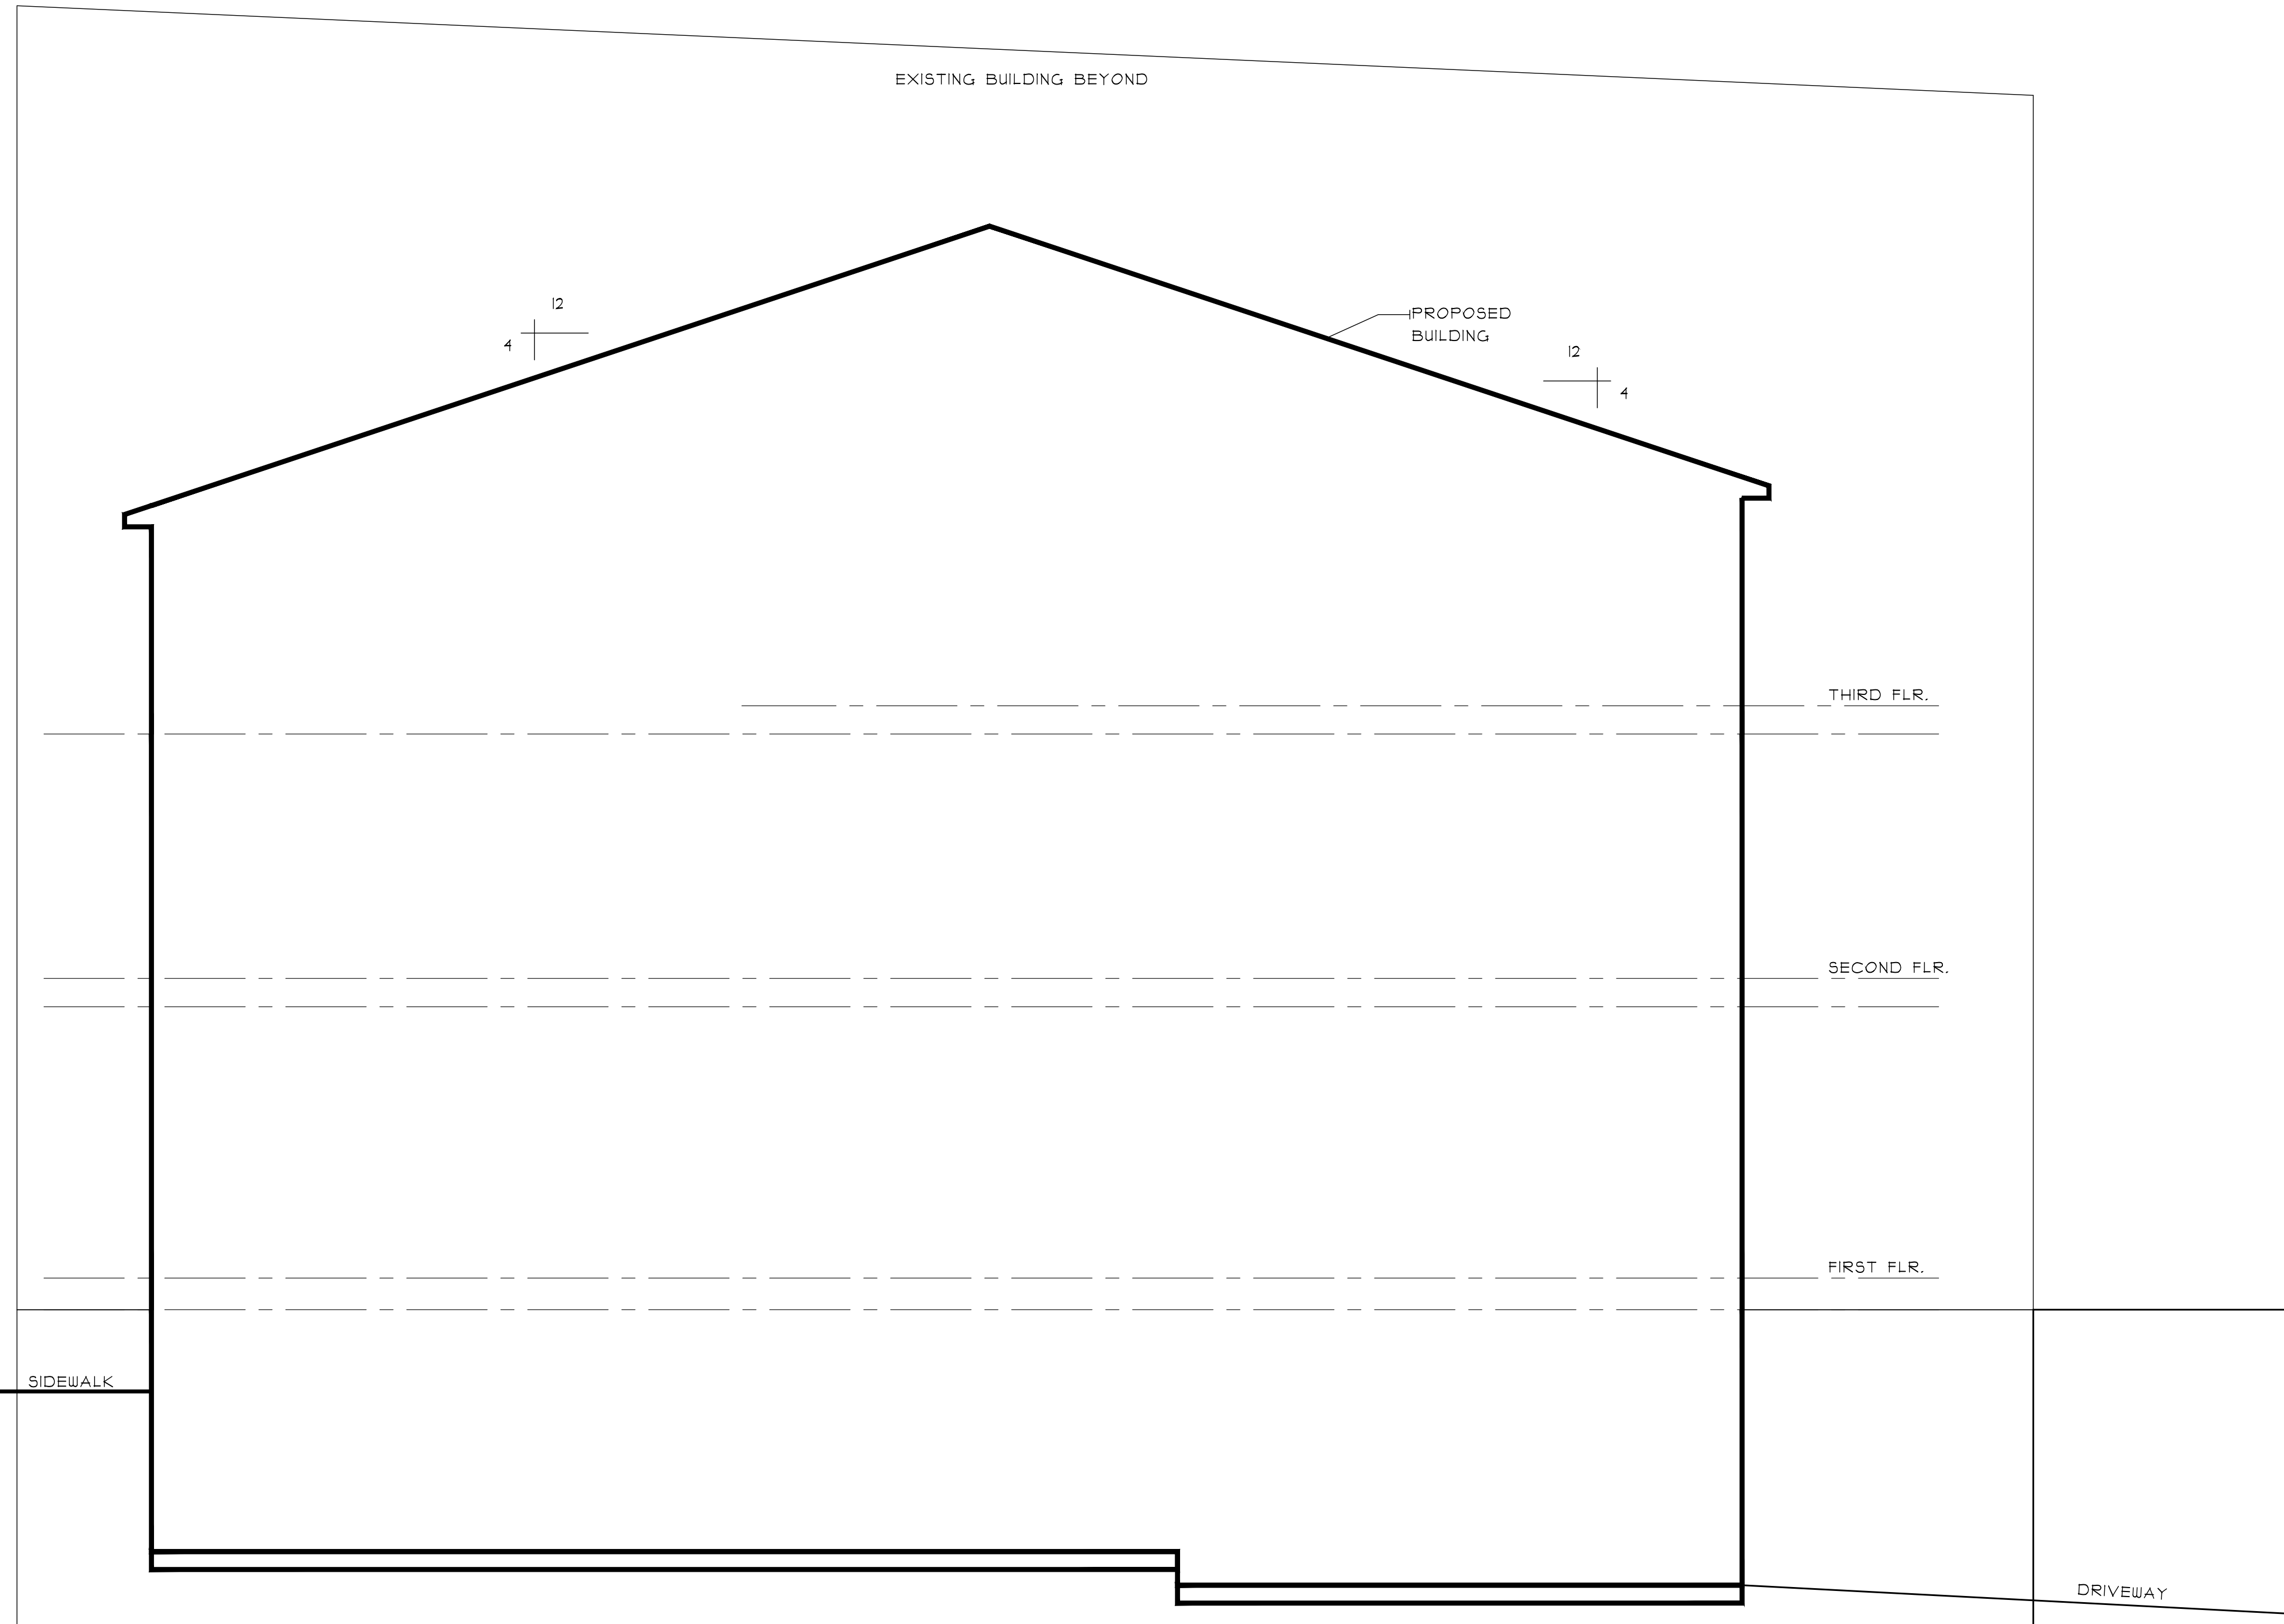 EXISTING BUILDING BEYOND
12
4
PROPOSED
BUILDING
12
4
THIRD FLR.
SECOND FLR.
FIRST FLR.
SIDEWALK
DRIVEWAY